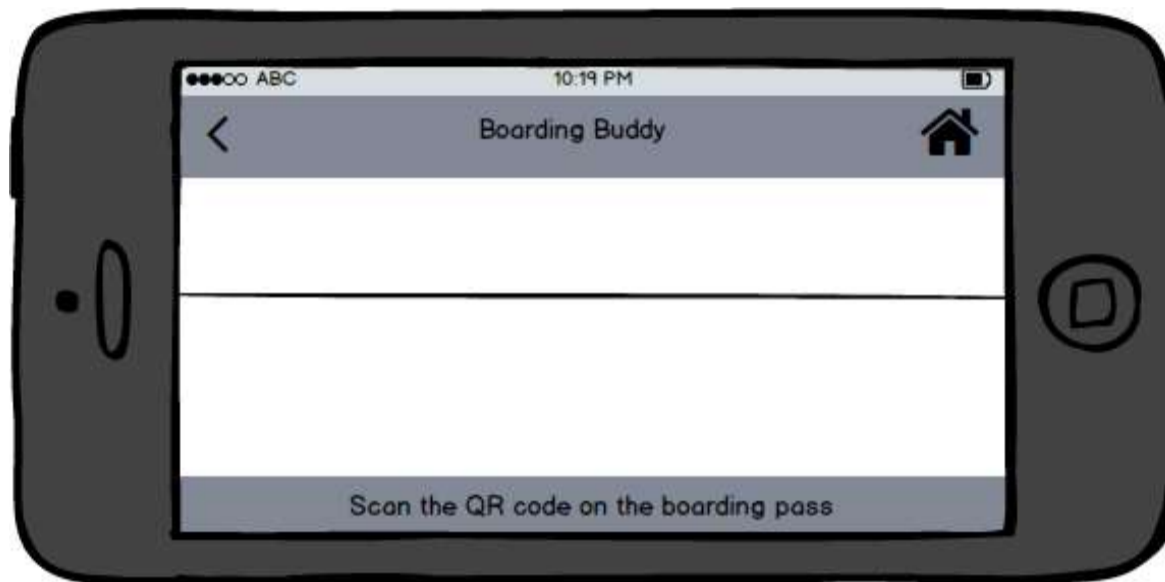 ABC 10:19 PM
Boarding Buddy
Scan the QR code on the boarding pass